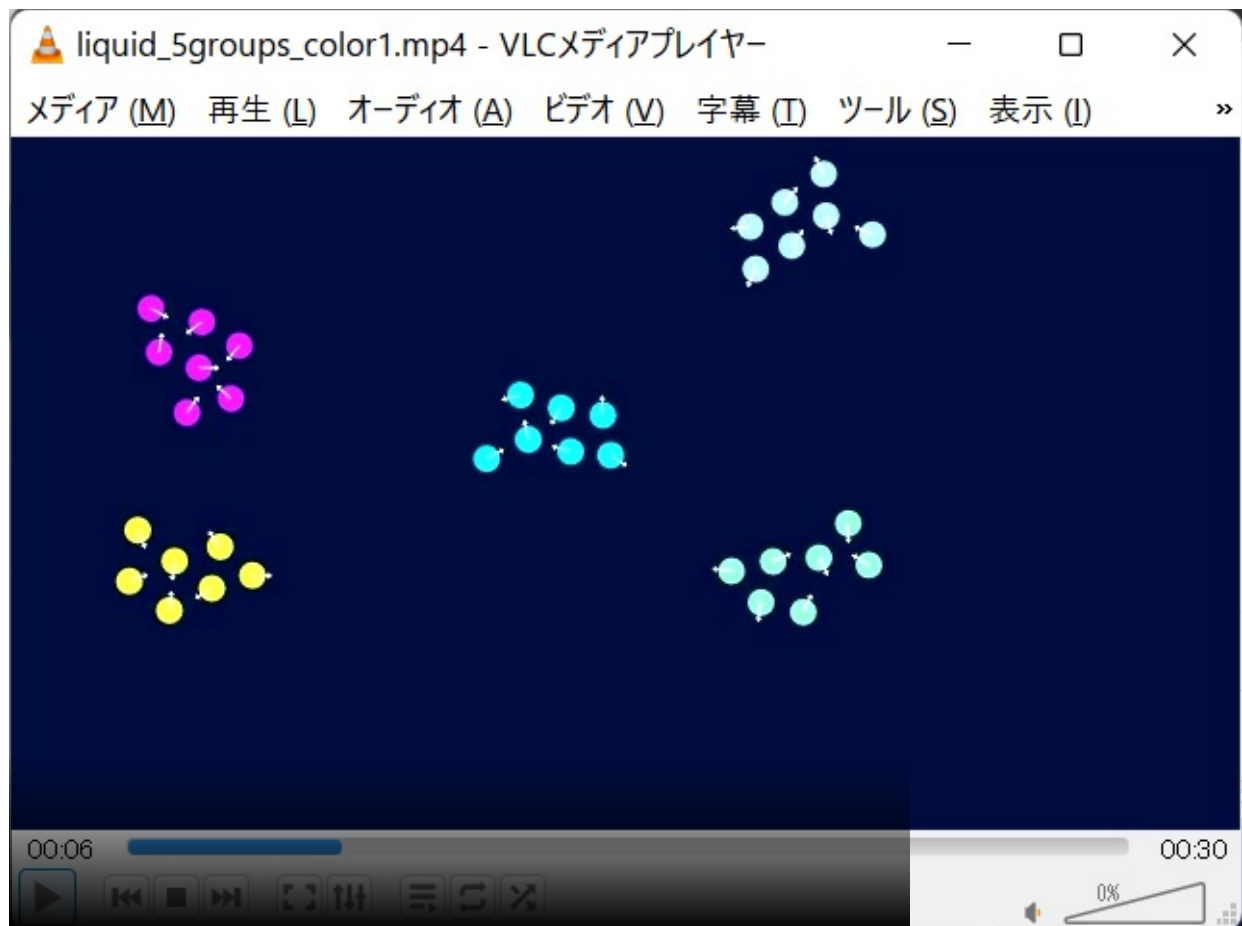 liquid_5groups_color1.mp4 - VLCメディアプレイヤー
メディア (M) 再生 (L) オーディオ (A) ビデオ (V) 字幕 (T) ツール (S) 表示 (I) »
00:06 00:30
0%